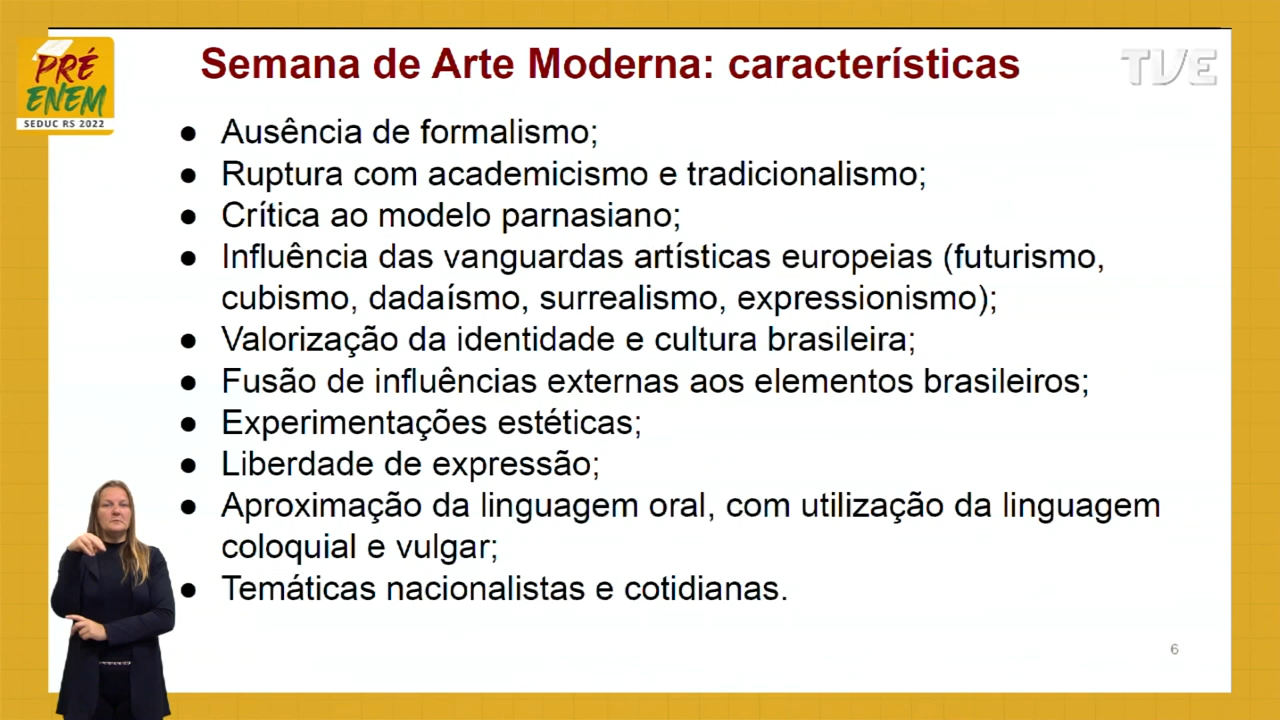 PRÉ
ENEM
SEDUC RS 2022
Semana de Arte Moderna: características
TVE
● Ausência de formalismo;
● Ruptura com academicismo e tradicionalismo;
● Crítica ao modelo parnasiano;
● Influência das vanguardas artísticas europeias (futurismo,
cubismo, dadaísmo, surrealismo, expressionismo);
● Valorização da identidade e cultura brasileira;
● Fusão de influências externas aos elementos brasileiros;
● Experimentações estéticas;
● Liberdade de expressão;
● Aproximação da linguagem oral, com utilização da linguagem
coloquial e vulgar;
● Temáticas nacionalistas e cotidianas.
6